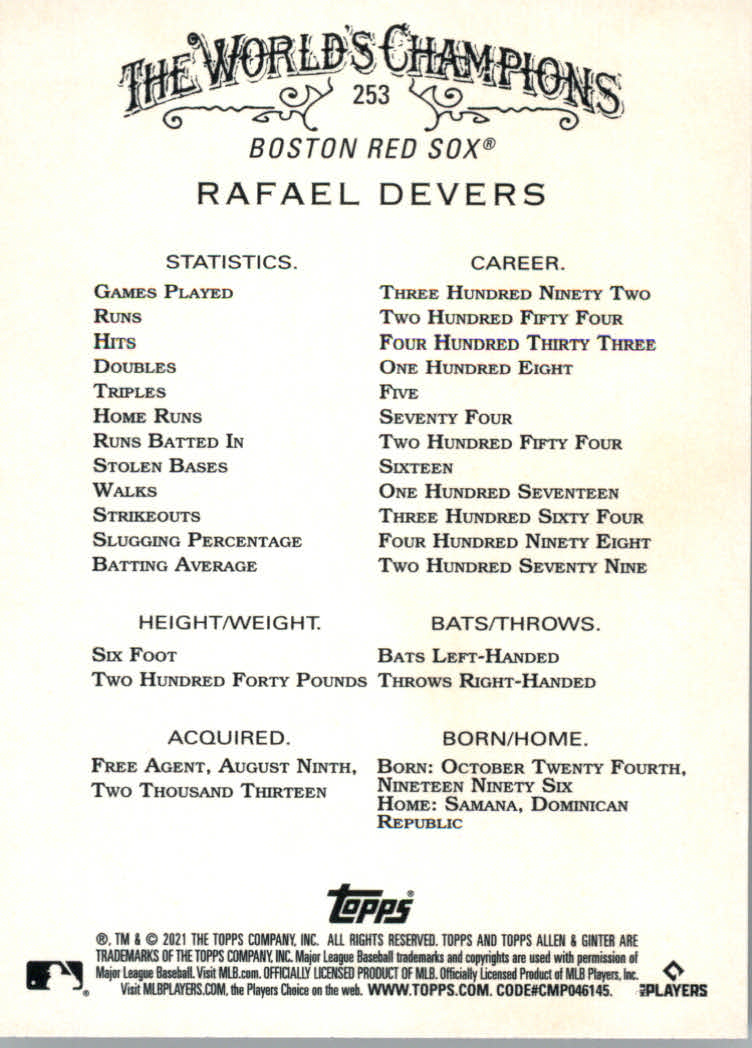 THE WORLD'S CHAMPIONS
253
BOSTON RED SOX®
RAFAEL DEVERS
STATISTICS. CAREER.
GAMES PLAYED THREE HUNDRED NINETY TWO
RUNS TWO HUNDRED FIFTY FOUR
HITS FOUR HUNDRED THIRTY THREE
DOUBLES ONE HUNDRED EIGHT
TRIPLES FIVE
HOME RUNS SEVENTY FOUR
RUNS BATTED IN TWO HUNDRED FIFTY FOUR
STOLEN BASES SIXTEEN
WALKS ONE HUNDRED SEVENTEEN
STRIKEOUTS THREE HUNDRED SIXTY FOUR
SLUGGING PERCENTAGE FOUR HUNDRED NINETY EIGHT
BATTING AVERAGE TWO HUNDRED SEVENTY NINE
HEIGHT/WEIGHT.
SIX FOOT
TWO HUNDRED FORTY POUNDS
BATS/THROWS.
BATS LEFT-HANDED
THROWS RIGHT-HANDED
ACQUIRED.
FREE AGENT, AUGUST NINTH,
TWO THOUSAND THIRTEEN
BORN/HOME.
BORN: OCTOBER TWENTY FOURTH,
NINETEEN NINETY SIX
HOME: SAMANA, DOMINICAN
REPUBLIC
Topps®
®, TM & © 2021 THE TOPPS COMPANY, INC. ALL RIGHTS RESERVED. TOPPS AND TOPPS ALLEN & GINTER ARE
TRADEMARKS OF THE TOPPS COMPANY, INC. Major League Baseball trademarks and copyrights are used with permission of
Major League Baseball. Visit MLB.com. OFFICIALLY LICENSED PRODUCT OF MLB. Officially Licensed Product of MLB Players, Inc.
Visit MLBPLAYERS.COM, the Players Choice on the web. WWW.TOPPS.COM. CODE#CMP046145.
®
MLB PLAYERS